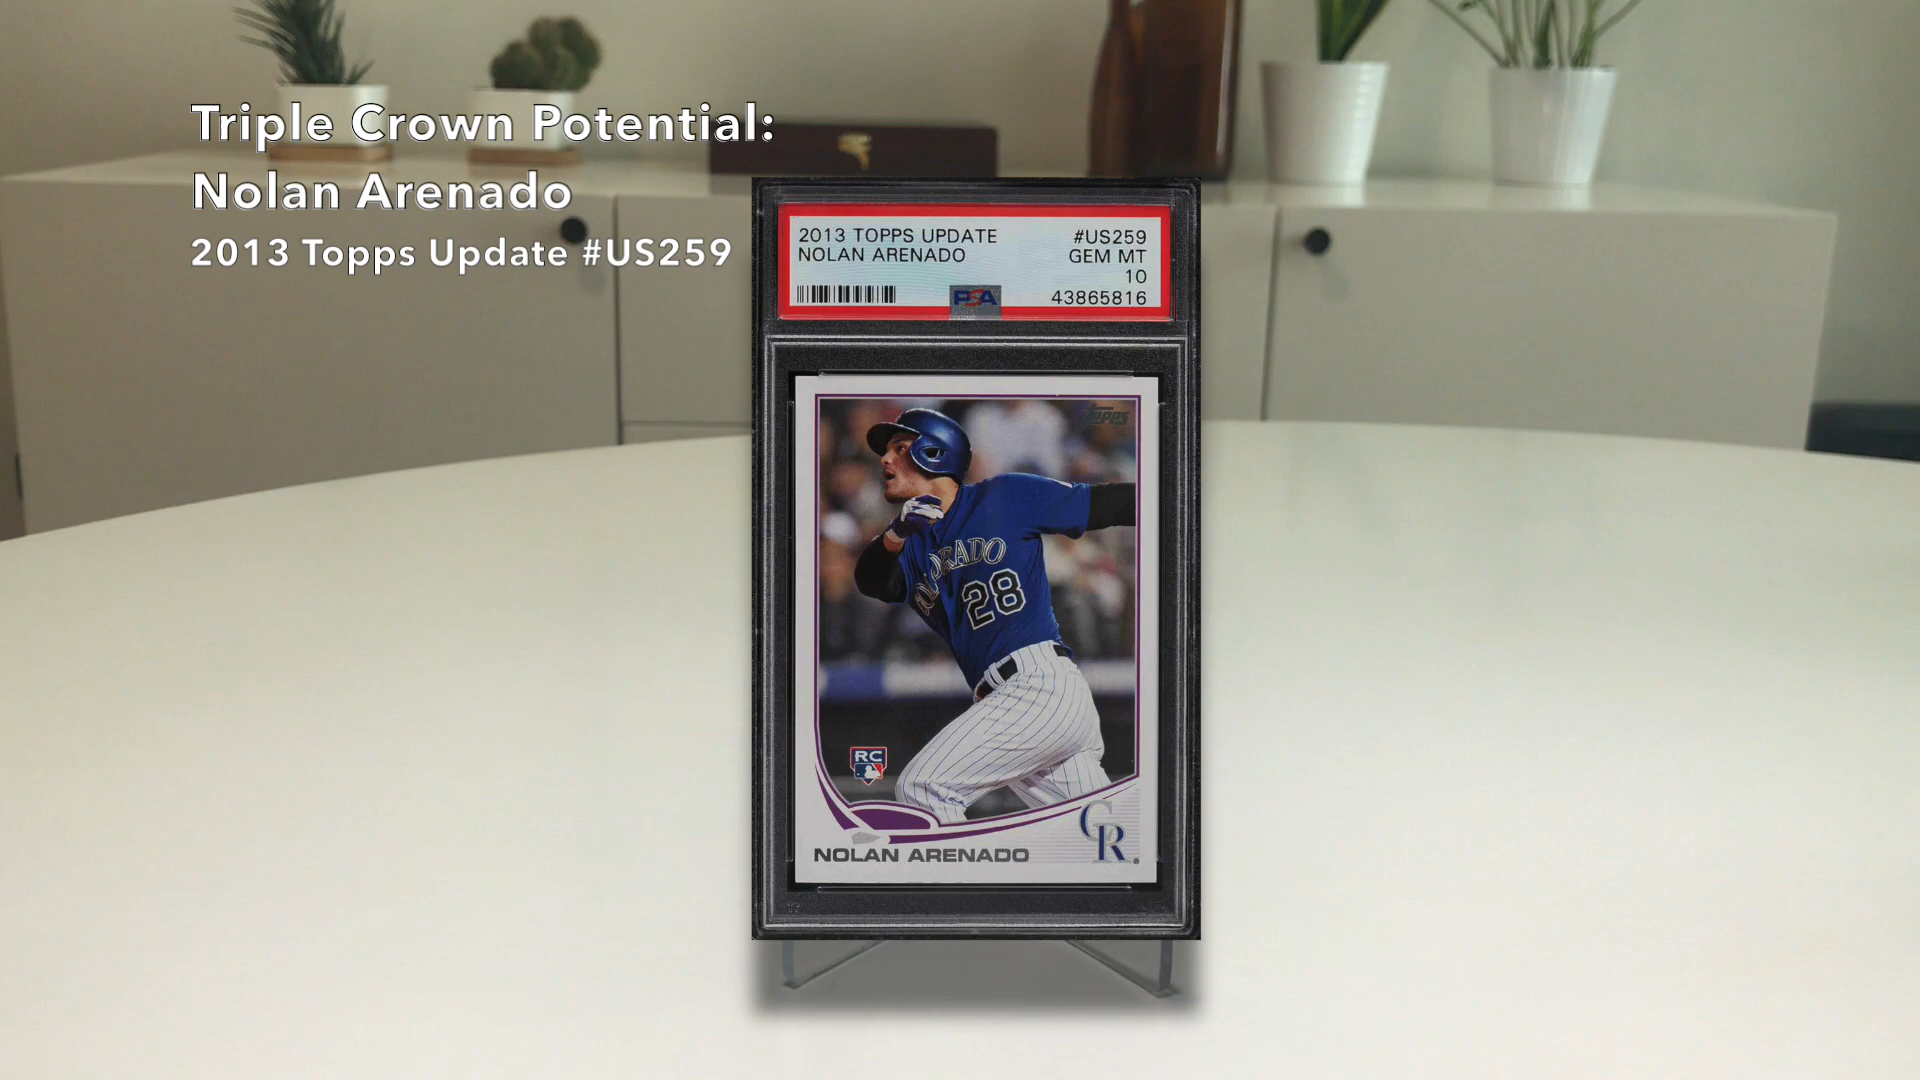 Triple Crown Potential:
Nolan Arenado
2013 Topps Update #US259
2013 TOPPS UPDATE #US259
NOLAN ARENADO GEM MT
10
PSA 43865816
Topps
COLORADO
28
RC
CR
NOLAN ARENADO